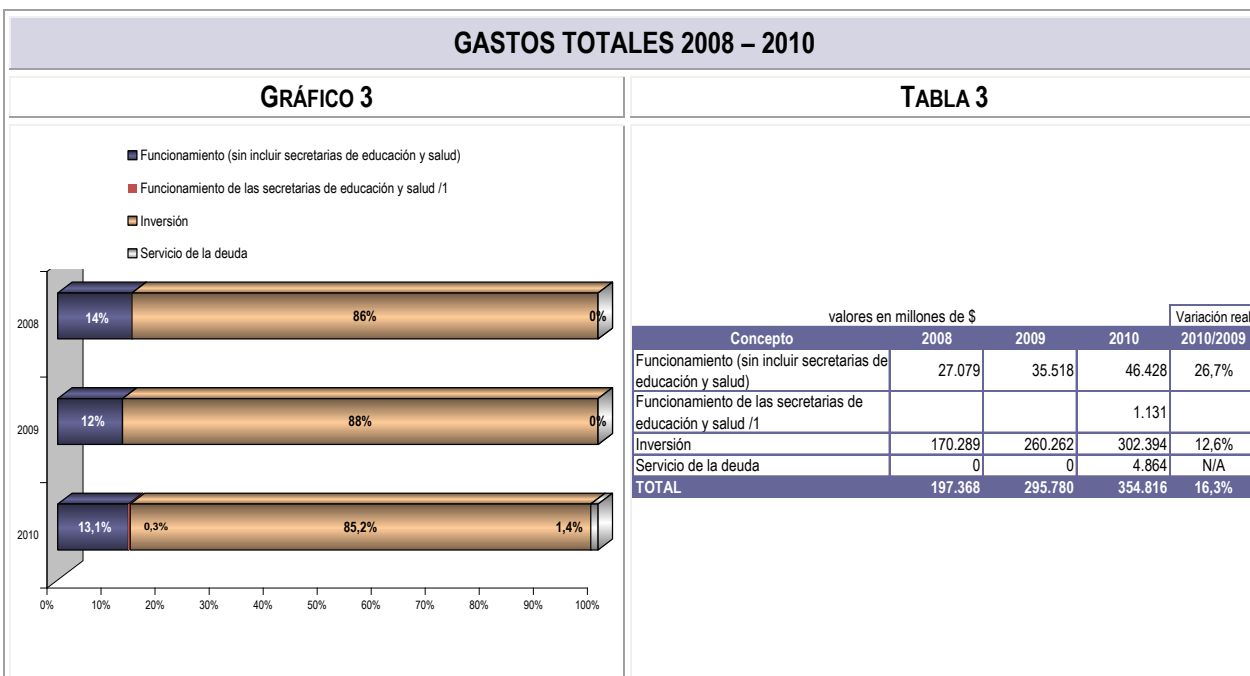 GASTOS TOTALES 2008 – 2010
GRÁFICO 3
TABLA 3
Funcionamiento (sin incluir secretarias de educación y salud)
Funcionamiento de las secretarias de educación y salud /1
Inversión
Servicio de la deuda
2008
14%
86%
0%
2009
12%
88%
0%
2010
13,1%
0,3%
85,2%
1,4%
0% 10% 20% 30% 40% 50% 60% 70% 80% 90% 100%
valores en millones de $ Variación real
Concepto 2008 2009 2010 2010/2009
Funcionamiento (sin incluir secretarias de
educación y salud) 27.079 35.518 46.428 26,7%
Funcionamiento de las secretarias de
educación y salud /1 1.131
Inversión 170.289 260.262 302.394 12,6%
Servicio de la deuda 0 0 4.864 N/A
TOTAL 197.368 295.780 354.816 16,3%